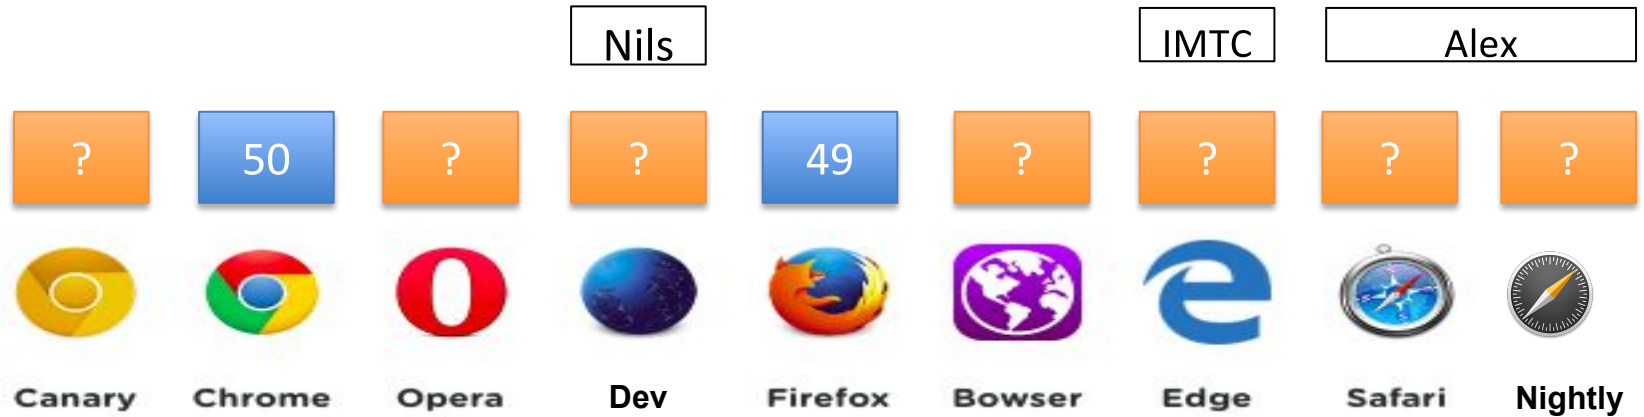 Nils IMTC Alex
? 50 ? ? 49 ? ? ? ?
Canary Chrome Opera Dev Firefox Bowser Edge Safari Nightly